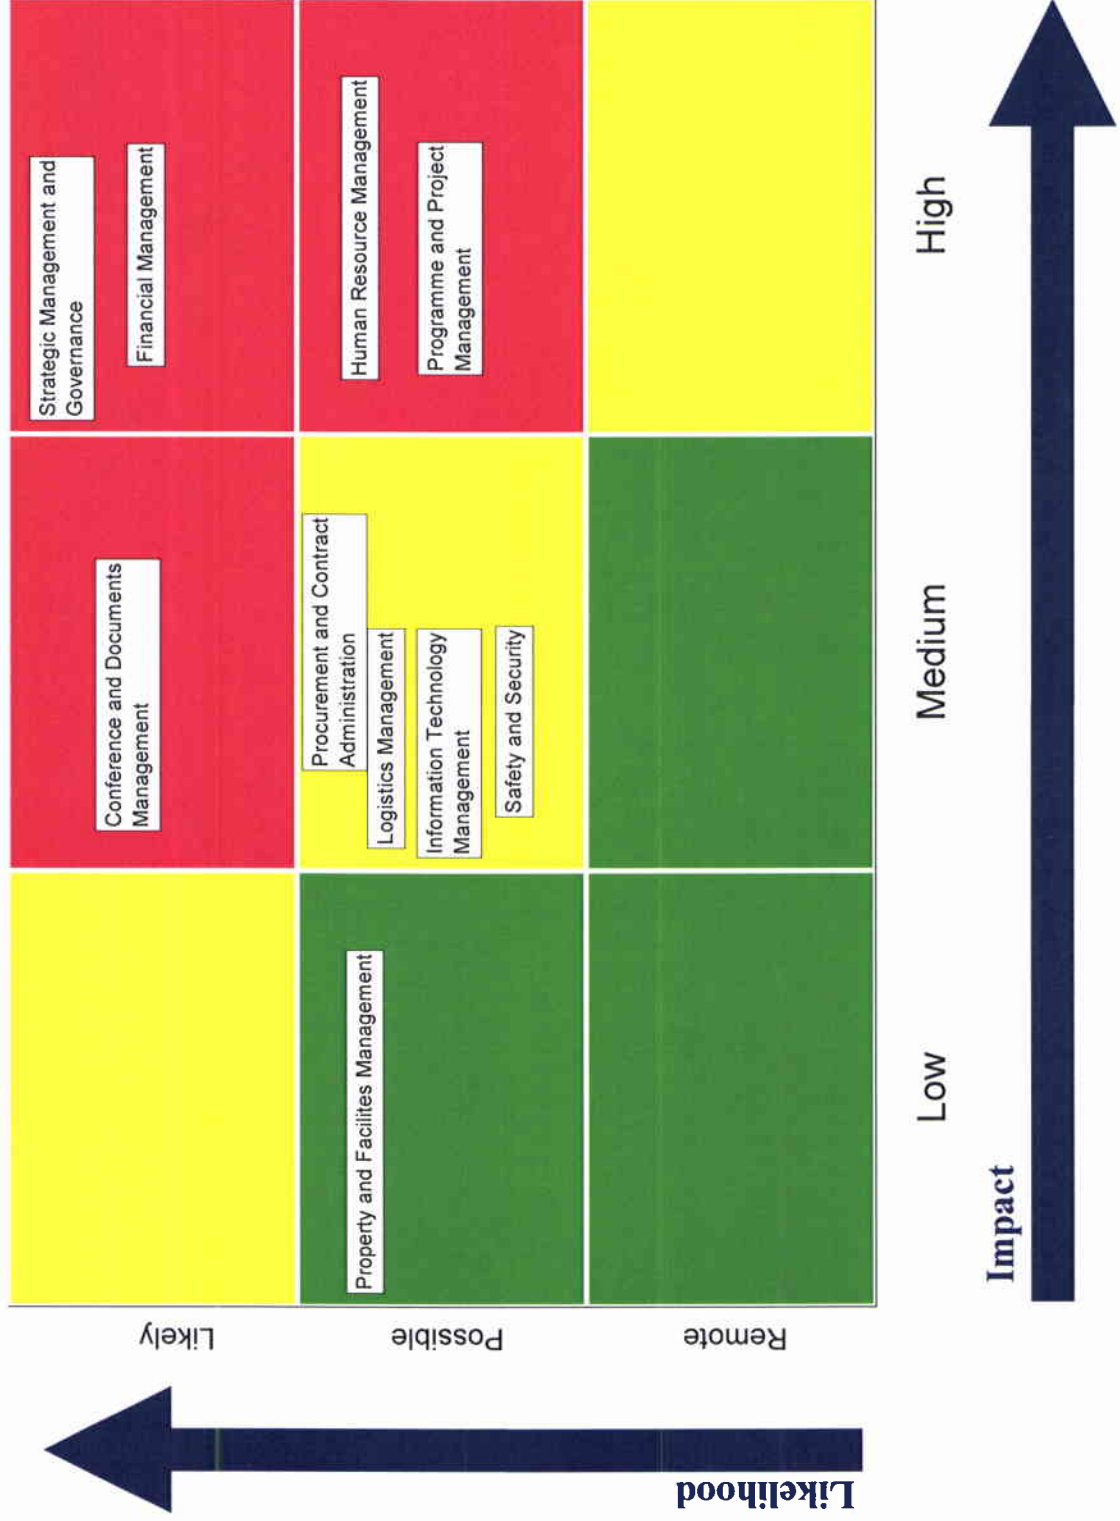 Likelihood
Likely
Possible
Remote
Strategic Management and
Governance
Financial Management
Conference and Documents
Management
Human Resource Management
Programme and Project
Management
Procurement and Contract
Administration
Logistics Management
Information Technology
Management
Safety and Security
Property and Facilites Management
Low
Medium
High
Impact